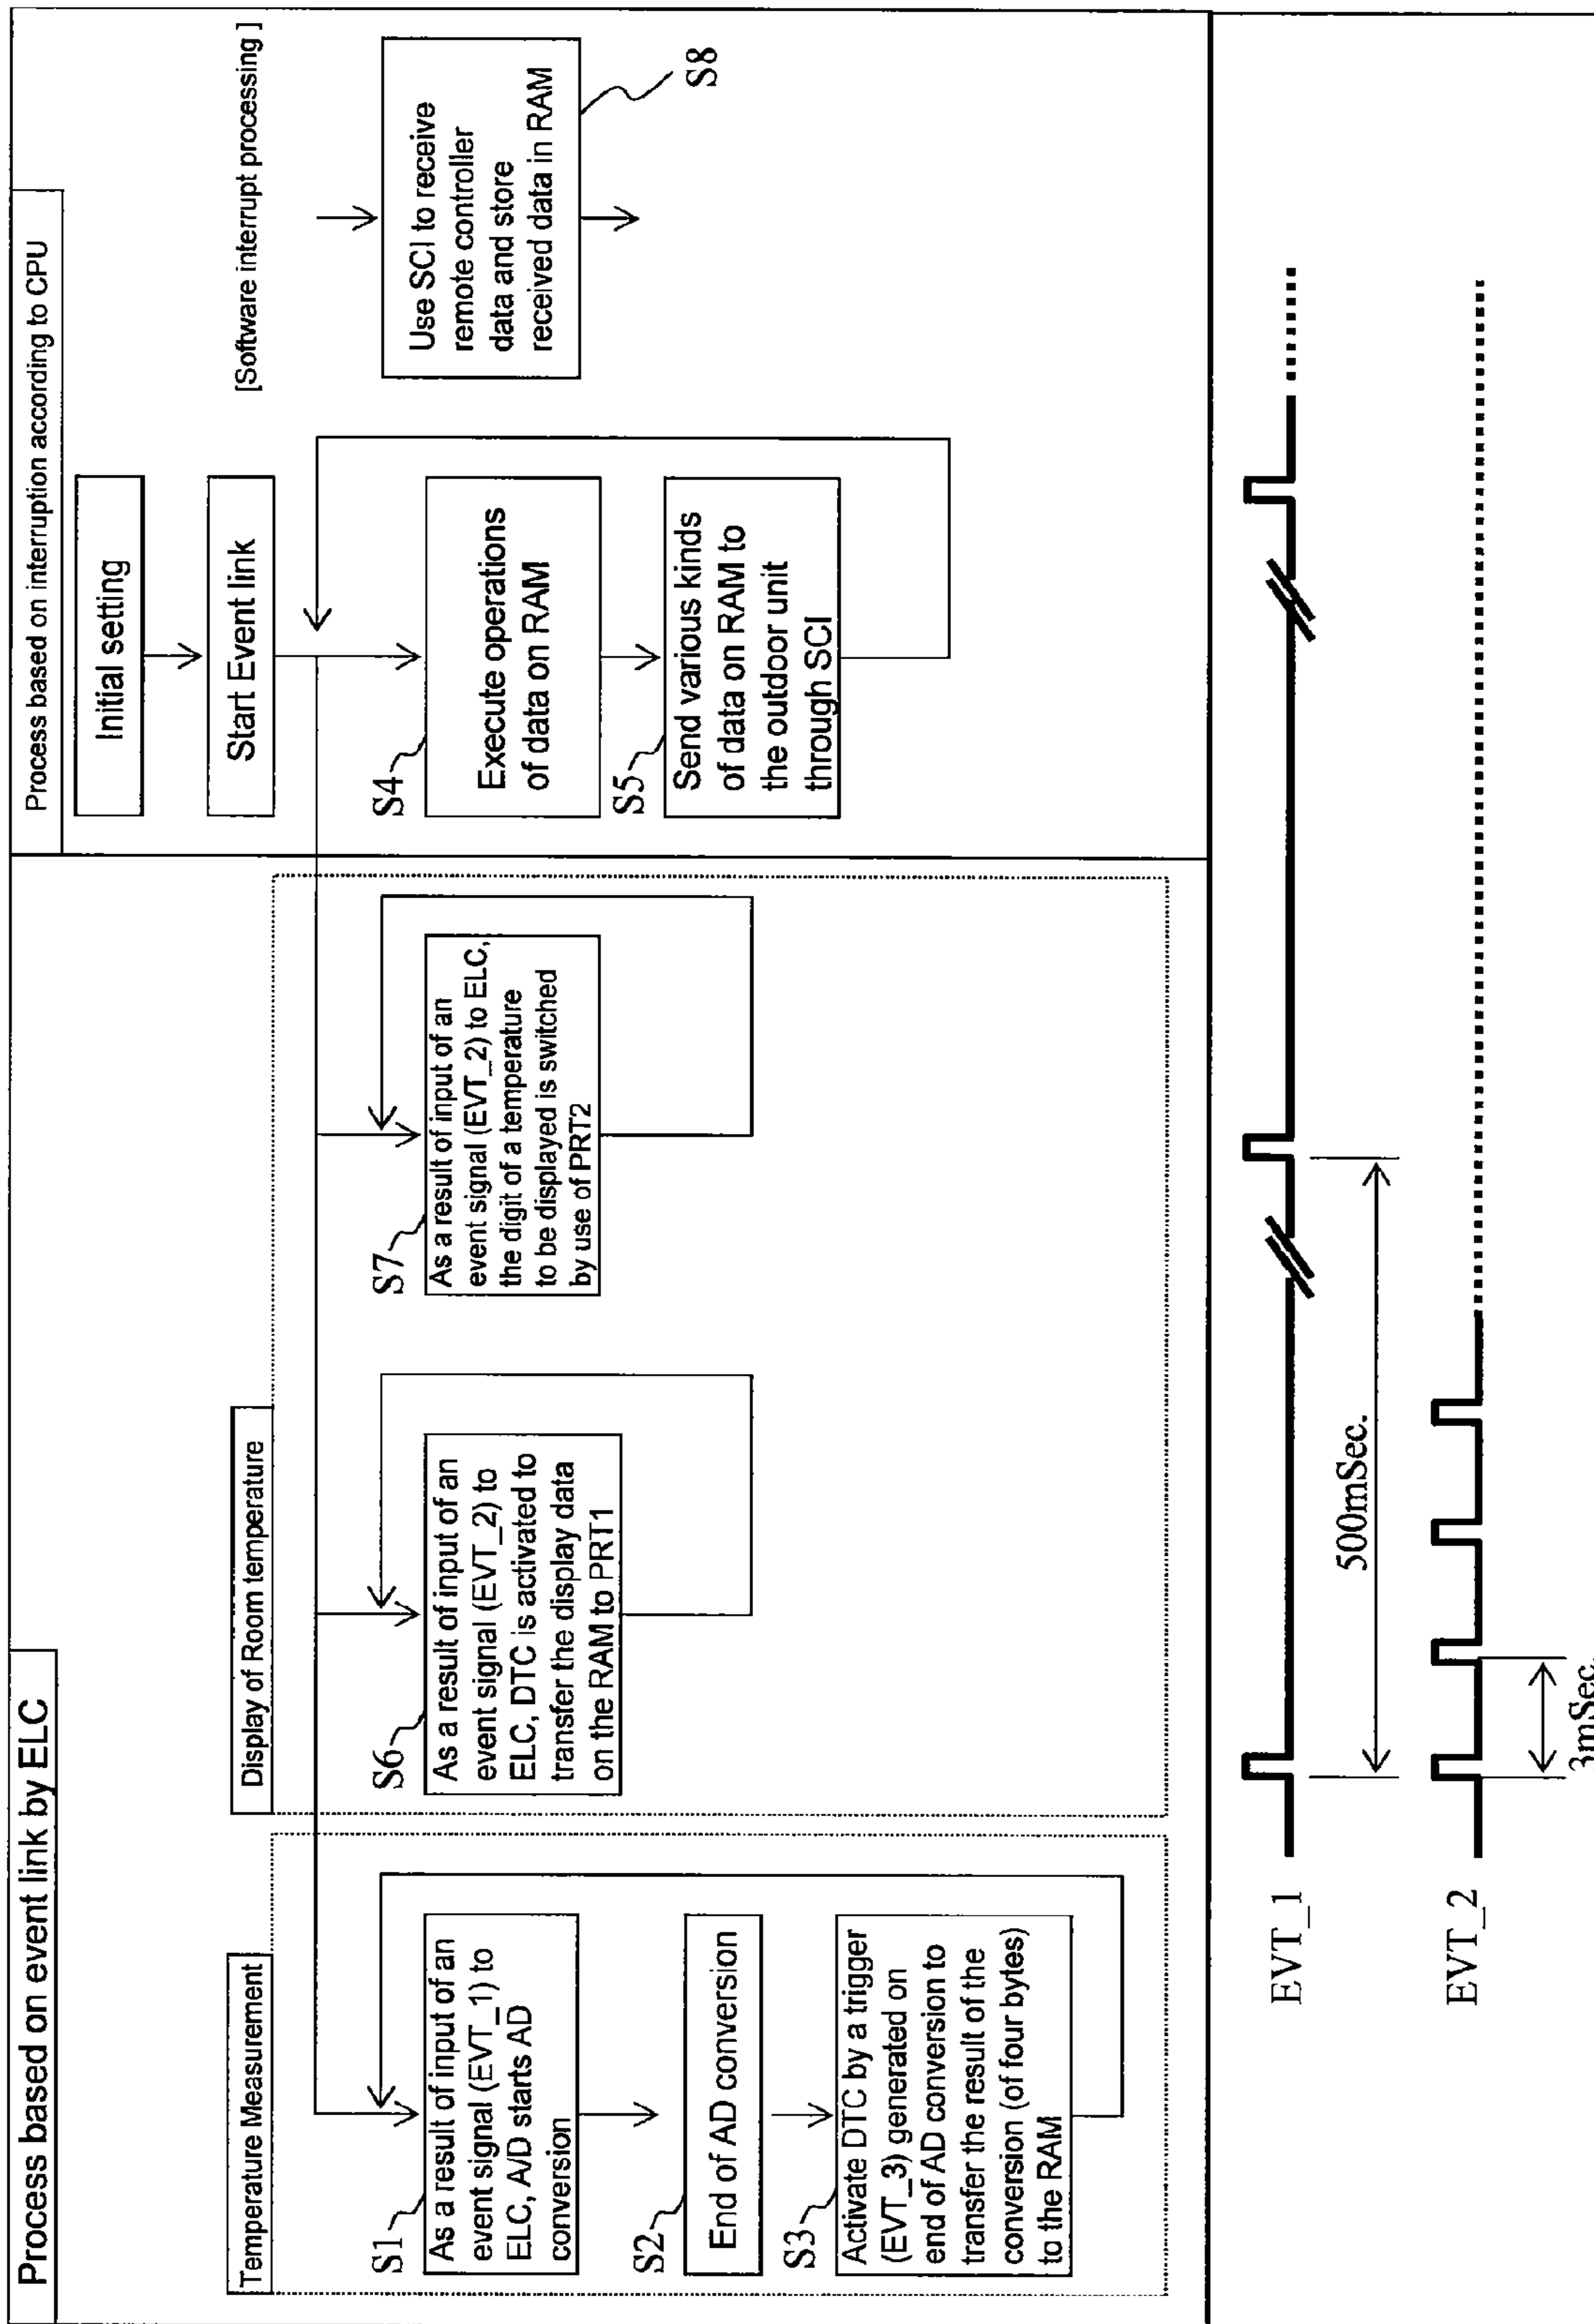 Process based on event link by ELC
Temperature Measurement
S1
As a result of input of an
event signal (EVT_1) to
ELC, A/D starts AD
conversion
S2
End of AD conversion
S3
Activate DTC by a trigger
(EVT_3) generated on
end of AD conversion to
transfer the result of the
conversion (of four bytes)
to the RAM
Display of Room temperature
S6
As a result of input of an
event signal (EVT_2) to
ELC, DTC is activated to
transfer the display data
on the RAM to PRT1
S7
As a result of input of an
event signal (EVT_2) to ELC,
the digit of a temperature
to be displayed is switched
by use of PRT2
Process based on interruption according to CPU
Initial setting
Start Event link
S4
Execute operations
of data on RAM
S5
Send various kinds
of data on RAM to
the outdoor unit
through SCI
[Software interrupt processing ]
Use SCI to receive
remote controller
data and store
received data in RAM
S8
EVT_1
500mSec.
EVT_2
3mSec.